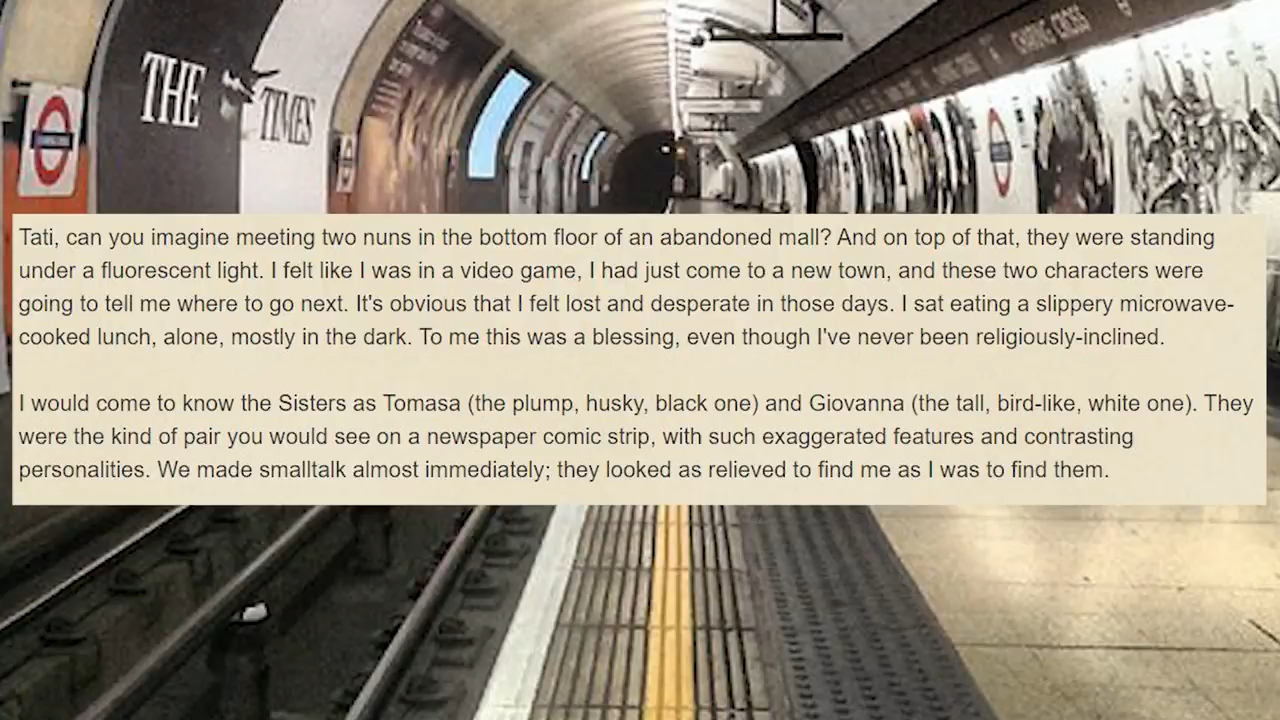 THE TIMES
CHARING CROSS
Tati, can you imagine meeting two nuns in the bottom floor of an abandoned mall? And on top of that, they were standing
under a fluorescent light. I felt like I was in a video game, I had just come to a new town, and these two characters were
going to tell me where to go next. It's obvious that I felt lost and desperate in those days. I sat eating a slippery microwave-
cooked lunch, alone, mostly in the dark. To me this was a blessing, even though I've never been religiously-inclined.
I would come to know the Sisters as Tomasa (the plump, husky, black one) and Giovanna (the tall, bird-like, white one). They
were the kind of pair you would see on a newspaper comic strip, with such exaggerated features and contrasting
personalities. We made smalltalk almost immediately; they looked as relieved to find me as I was to find them.